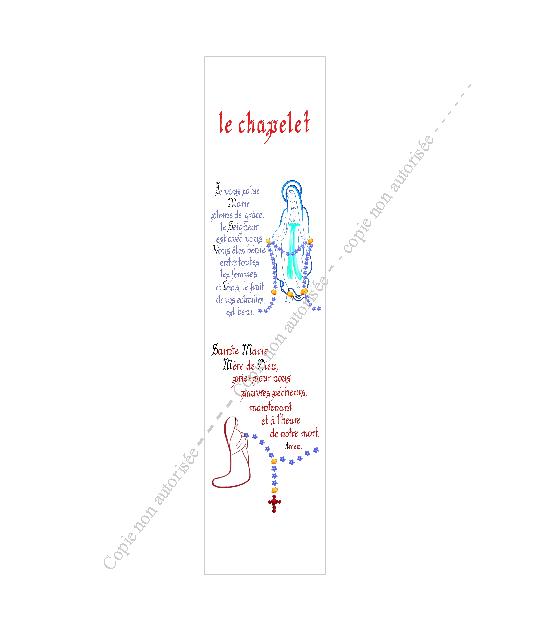 le chapelet
Je vous salue
Marie
pleine de grâce,
le Seigneur
est avec vous
Vous êtes bénie
entre toutes
les femmes
et Jésus, le fruit
de vos entrailles
est béni.
Sainte Marie
Mère de Dieu,
priez pour nous
pauvres pécheurs,
maintenant
et à l'heure
de notre mort.
Amen.
Copie non autorisée
Copie non autorisée
copie non autorisée